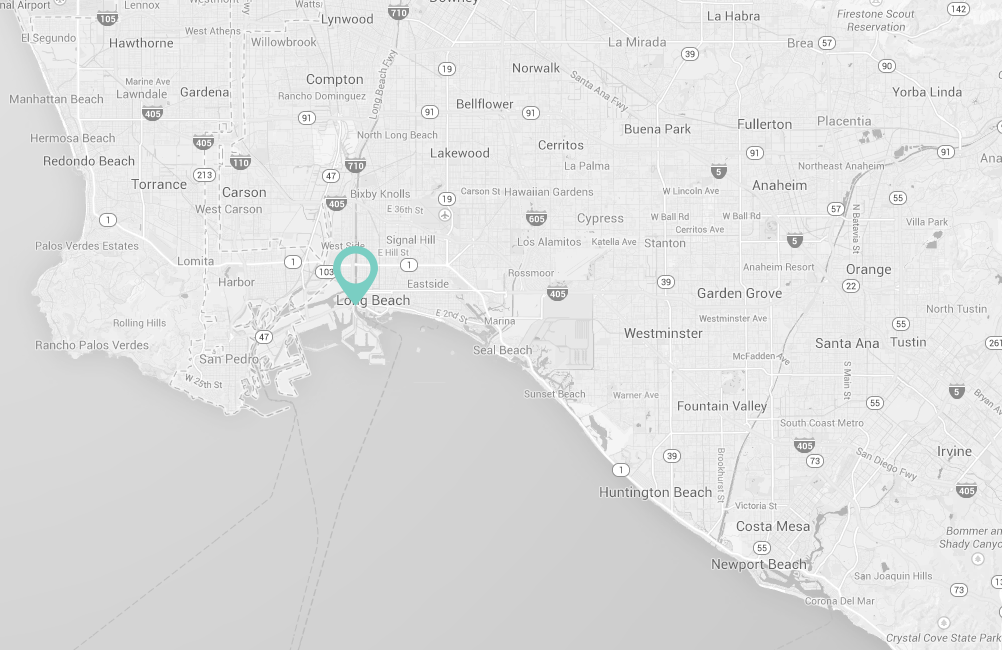 nal Airport
105
Lennox
Westmont
Watts
Lynwood
710
Downey
La Habra
Firestone Scout
Reservation
142
El Segundo
Hawthorne
West Athens
Willowbrook
La Mirada
39
Brea
57
90
Marine Ave
Lawndale
Gardena
Compton
Rancho Dominguez
Long Beach Fwy
19
Norwalk
Santa Ana Fwy
Yorba Linda
Manhattan Beach
405
91
91
Bellflower
91
Buena Park
Fullerton
Placentia
Hermosa Beach
405
North Long Beach
Cerritos
Redondo Beach
110
710
Lakewood
La Palma
91
91
Northeast Anaheim
Ana
Torrance
213
Carson
47
Bixby Knolls
Carson St
Hawaiian Gardens
W Lincoln Ave
5
Anaheim
55
West Carson
405
E 36th St
19
605
Cypress
W Ball Rd
W Ball Rd
Cerritos Ave
57
N Batavia St
Villa Park
1
Palos Verdes Estates
West Side
Signal Hill
E Hill St
Los Alamitos
Katella Ave
Stanton
5
Lomita
1
103
1
Rossmoor
Anaheim Resort
Orange
Harbor
Eastside
405
39
Garden Grove
22
Long Beach
Rolling Hills
E 2nd St
Marina
Westminster Ave
North Tustin
Rancho Palos Verdes
47
Westminster
55
Santa Ana
Tustin
261
San Pedro
Seal Beach
McFadden Ave
W 25th St
Sunset Beach
Warner Ave
S Main St
5
Bryan Av
Fountain Valley
55
South Coast Metro
405
73
Irvine
1
39
Brookhurst St
San Diego Fwy
405
Huntington Beach
Victoria St
Costa Mesa
Bommer an
Shady Canyo
55
Newport Beach
San Joaquin Hills
73
13
Corona Del Mar
Crystal Cove State Park